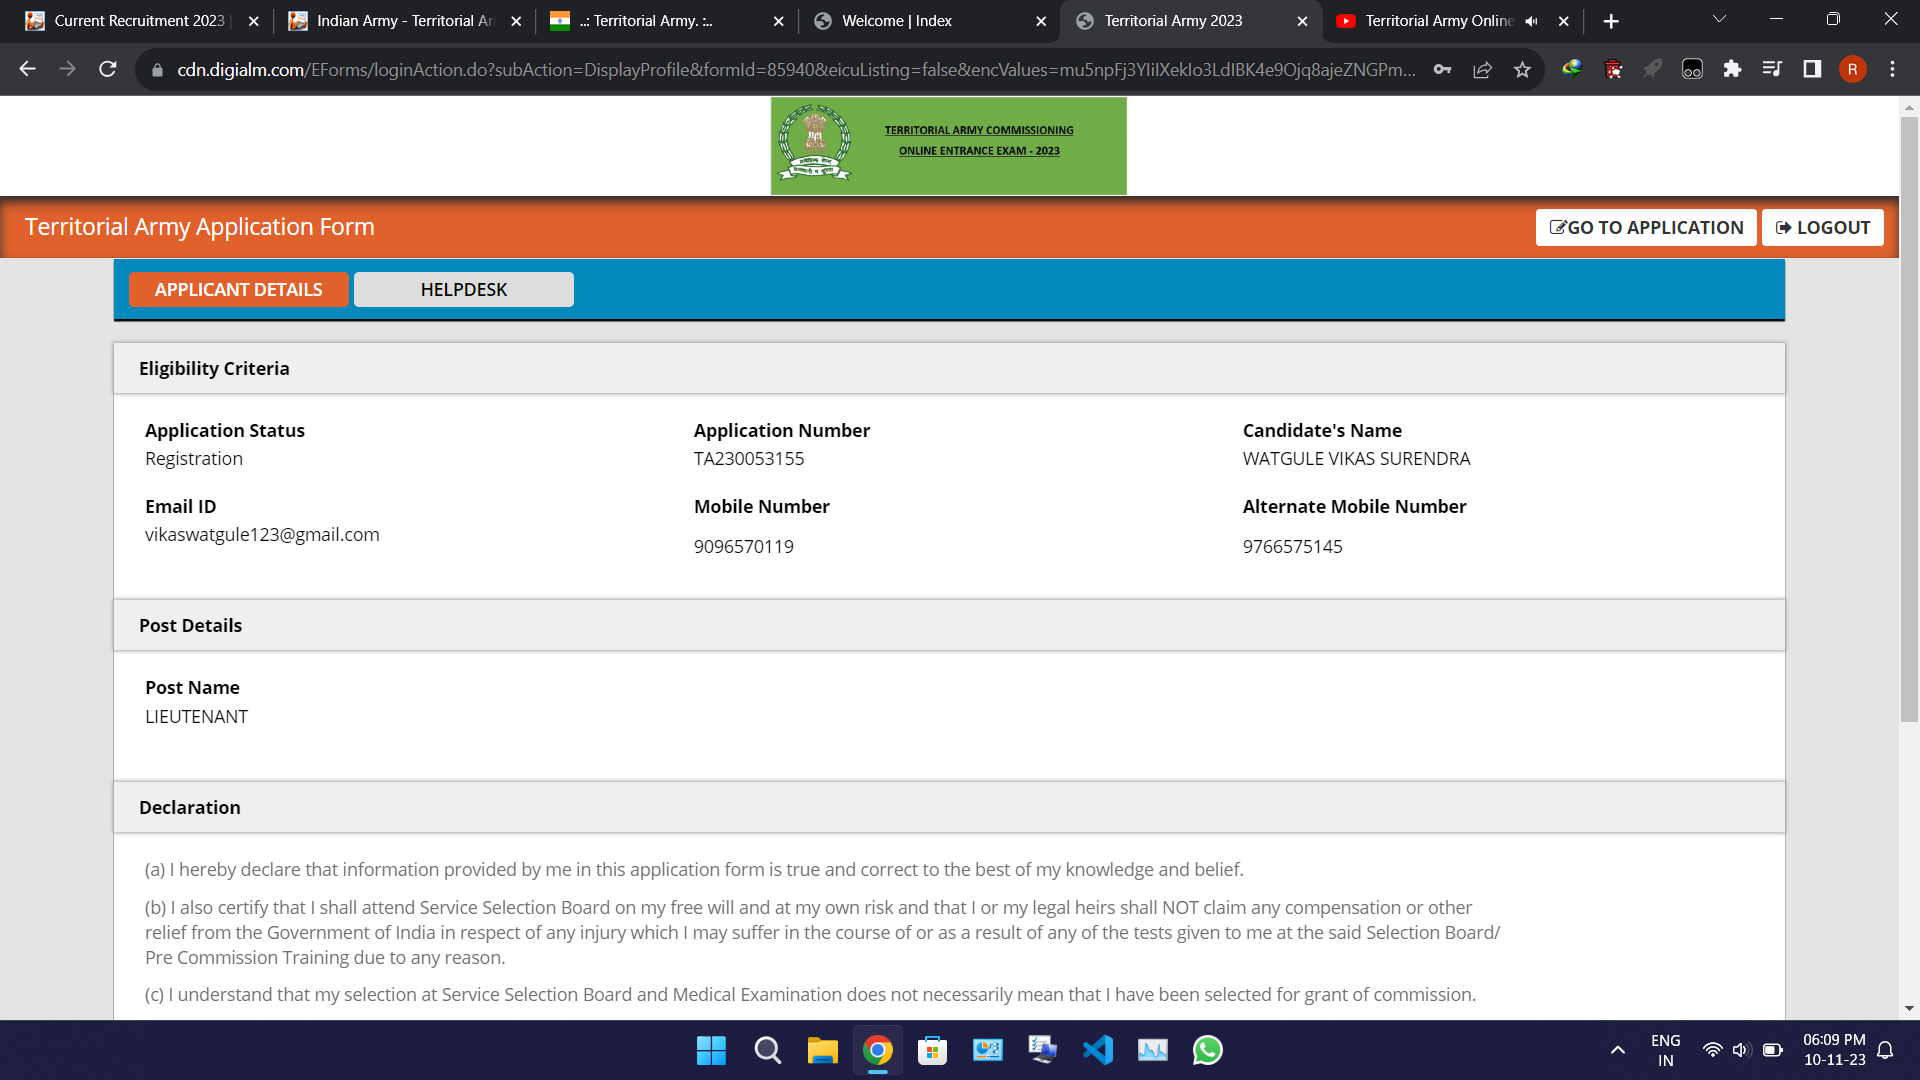 Current Recruitment 2023
Indian Army - Territorial Ar
..: Territorial Army. :..
Welcome | Index
Territorial Army 2023
Territorial Army Online
cdn.digialm.com/EForms/loginAction.do?subAction=DisplayProfile&formId=85940&eicuListing=false&encValues=mu5npFj3YIiIXekIo3LdIBK4e9Ojq8ajeZNGPm...
R
TERRITORIAL ARMY COMMISSIONING
ONLINE ENTRANCE EXAM - 2023
Territorial Army Application Form
GO TO APPLICATION
LOGOUT
APPLICANT DETAILS
HELPDESK
Eligibility Criteria
Application Status
Application Number
Candidate's Name
Registration
TA230053155
WATGULE VIKAS SURENDRA
Email ID
Mobile Number
Alternate Mobile Number
vikaswatgule123@gmail.com
9096570119
9766575145
Post Details
Post Name
LIEUTENANT
Declaration
(a) I hereby declare that information provided by me in this application form is true and correct to the best of my knowledge and belief.
(b) I also certify that I shall attend Service Selection Board on my free will and at my own risk and that I or my legal heirs shall NOT claim any compensation or other
relief from the Government of India in respect of any injury which I may suffer in the course of or as a result of any of the tests given to me at the said Selection Board/
Pre Commission Training due to any reason.
(c) I understand that my selection at Service Selection Board and Medical Examination does not necessarily mean that I have been selected for grant of commission.
ENG
IN
06:09 PM
10-11-23